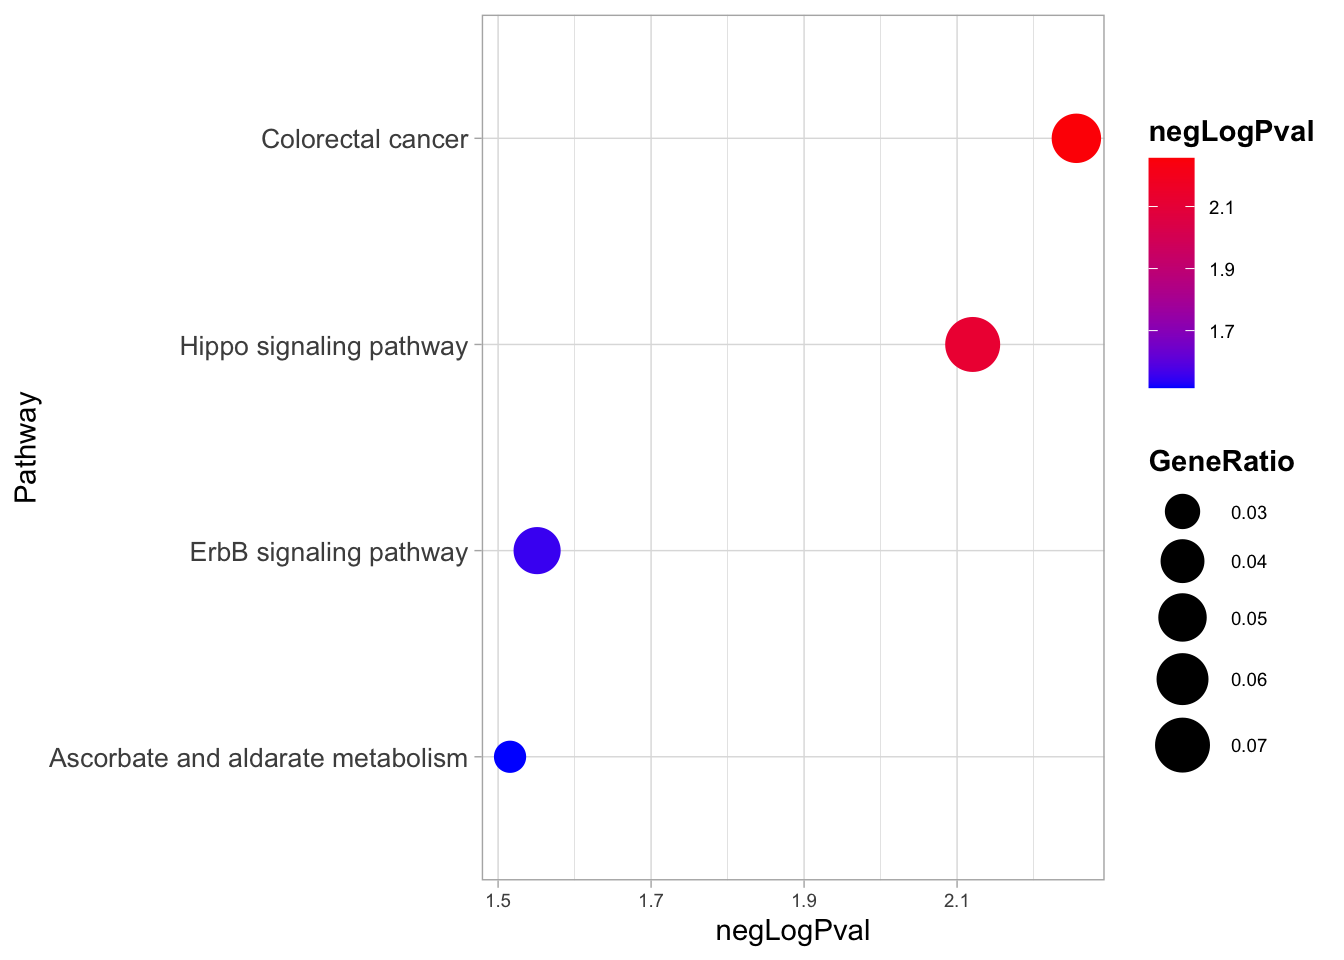 Colorectal cancer
Hippo signaling pathway
ErbB signaling pathway
Ascorbate and aldarate metabolism
Pathway
1.5
1.7
1.9
2.1
negLogPval
negLogPval
2.1
1.9
1.7
GeneRatio
0.03
0.04
0.05
0.06
0.07